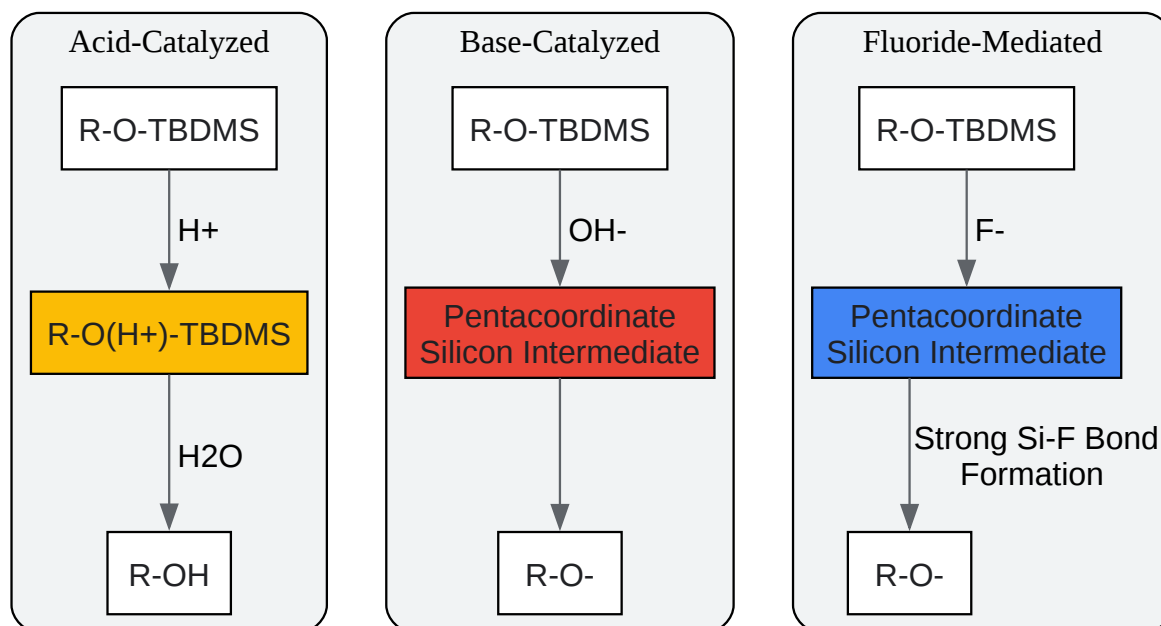 Acid-Catalyzed
R-O-TBDMS
H+
R-O(H+)-TBDMS
H2O
R-OH
Base-Catalyzed
R-O-TBDMS
OH-
Pentacoordinate
Silicon Intermediate
R-O-
Fluoride-Mediated
R-O-TBDMS
F-
Pentacoordinate
Silicon Intermediate
Strong Si-F Bond
Formation
R-O-